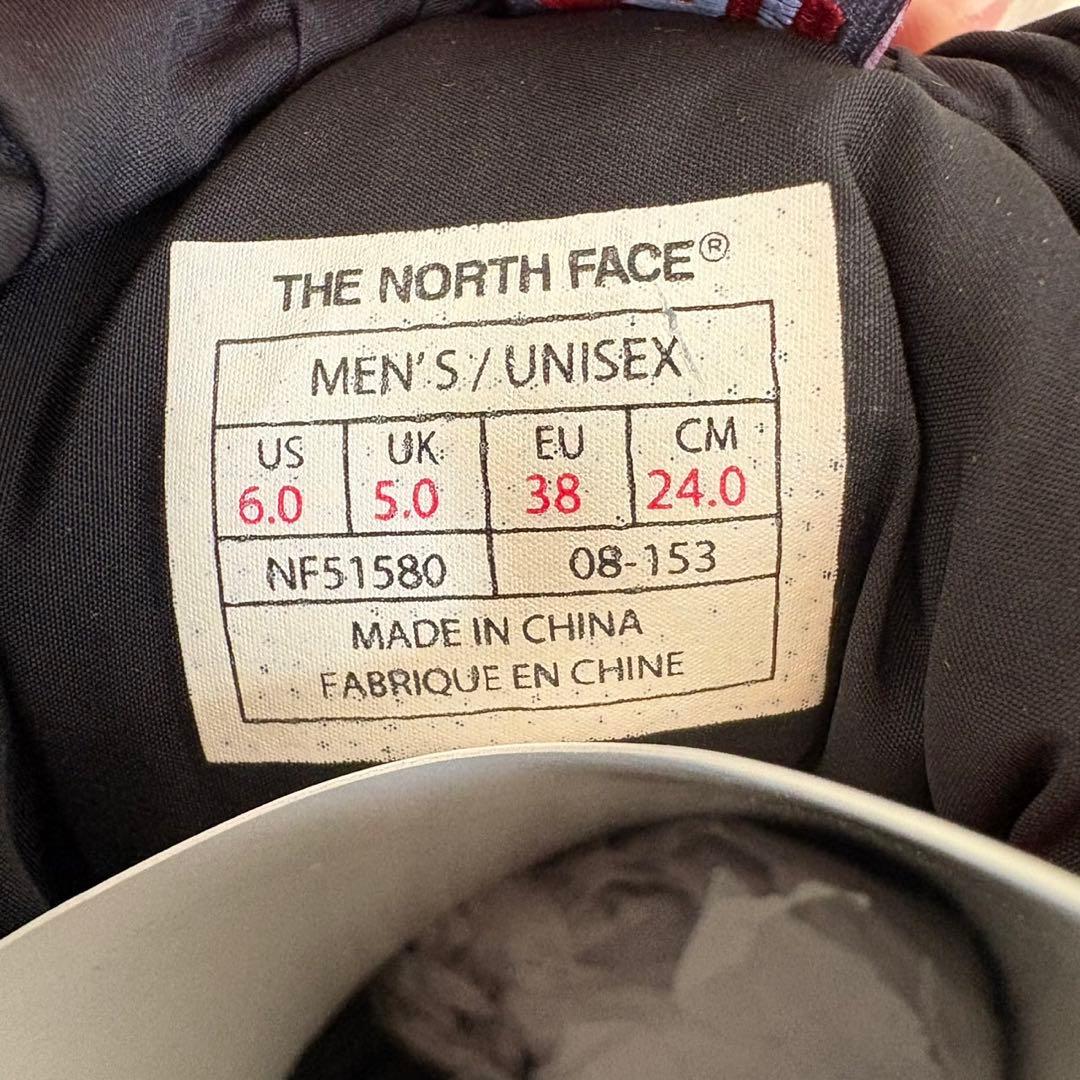 THE NORTH FACE®
MEN'S / UNISEX
US UK EU CM
6.0 5.0 38 24.0
NF51580 08-153
MADE IN CHINA
FABRIQUE EN CHINE